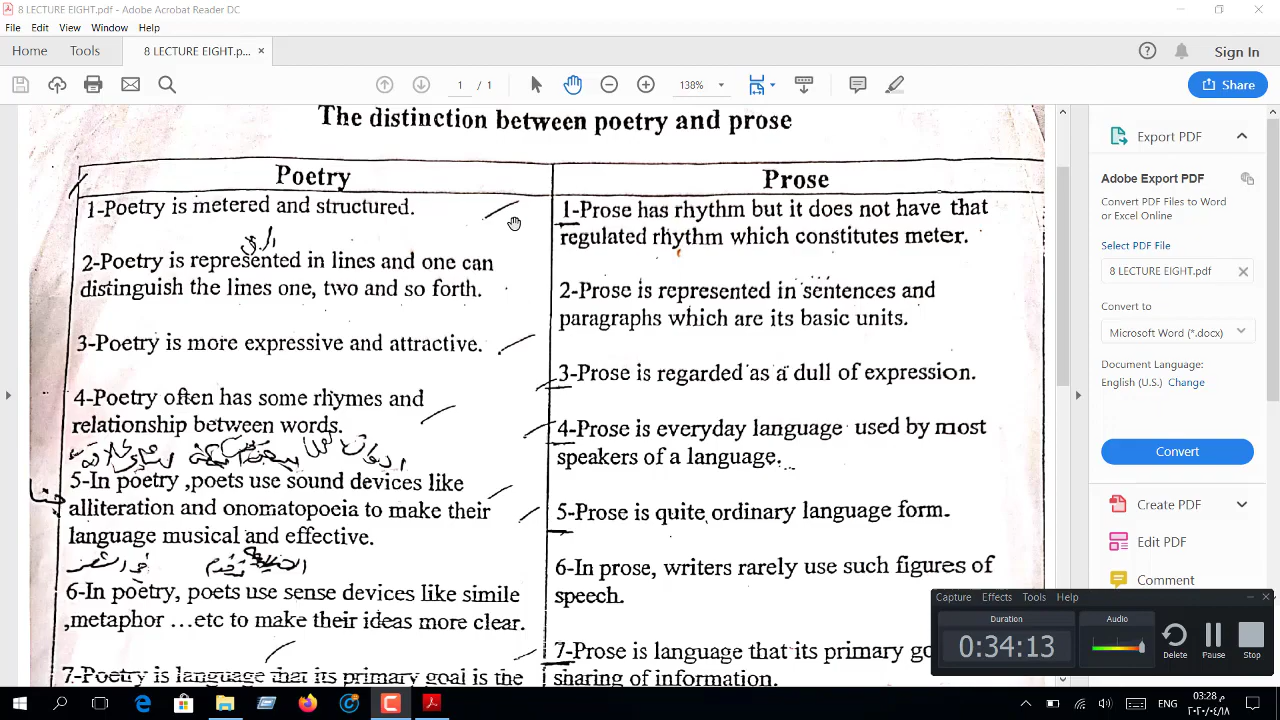 8 LECTURE EIGHT.pdf - Adobe Acrobat Reader DC
File Edit View Window Help
Home Tools 8 LECTURE EIGHT.p... × Sign In
1 / 1 138% Share
The distinction between poetry and prose
Poetry
1-Poetry is metered and structured.
2-Poetry is represented in lines and one can
distinguish the lines one, two and so forth.
3-Poetry is more expressive and attractive.
4-Poetry often has some rhymes and
relationship between words.
5-In poetry ,poets use sound devices like
alliteration and onomatopoeia to make their
language musical and effective.
6-In poetry, poets use sense devices like simile
,metaphor ...etc to make their ideas more clear.
7-Poetry is language that its primary goal is the
Prose
1-Prose has rhythm but it does not have that
regulated rhythm which constitutes meter.
2-Prose is represented in sentences and
paragraphs which are its basic units.
3-Prose is regarded as a dull of expression.
4-Prose is everyday language used by most
speakers of a language.
5-Prose is quite ordinary language form.
6-In prose, writers rarely use such figures of
speech.
7-Prose is language that its primary go
sharing of information.
Export PDF
Adobe Export PDF
Convert PDF Files to Word
or Excel Online
Select PDF File
8 LECTURE EIGHT.pdf
Convert to
Microsoft Word (*.docx)
Document Language:
English (U.S.) Change
Convert
Create PDF
Edit PDF
Comment
Capture Effects Tools Help
Duration
0:34:13
Audio
Delete Pause Stop
ENG
03:28 م
٢٠٢٠/٠٤/١٨